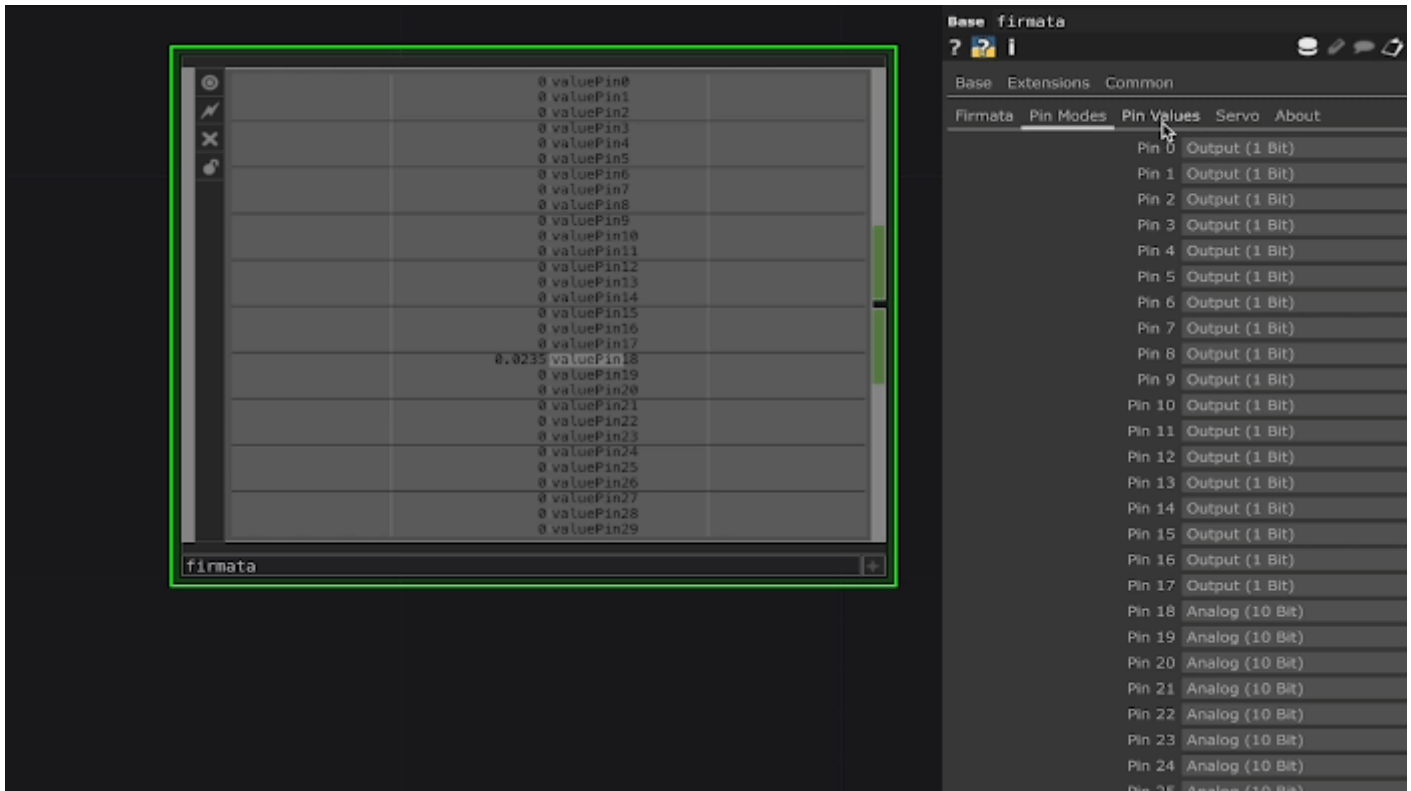 Base firmata
? ? i
Base Extensions Common
Firmata Pin Modes Pin Values Servo About
0 valuePin0
0 valuePin1
0 valuePin2
0 valuePin3
0 valuePin4
0 valuePin5
0 valuePin6
0 valuePin7
0 valuePin8
0 valuePin9
0 valuePin10
0 valuePin11
0 valuePin12
0 valuePin13
0 valuePin14
0 valuePin15
0 valuePin16
0 valuePin17
0.0235 valuePin18
0 valuePin19
0 valuePin20
0 valuePin21
0 valuePin22
0 valuePin23
0 valuePin24
0 valuePin25
0 valuePin26
0 valuePin27
0 valuePin28
0 valuePin29
firmata
Pin 0 Output (1 Bit)
Pin 1 Output (1 Bit)
Pin 2 Output (1 Bit)
Pin 3 Output (1 Bit)
Pin 4 Output (1 Bit)
Pin 5 Output (1 Bit)
Pin 6 Output (1 Bit)
Pin 7 Output (1 Bit)
Pin 8 Output (1 Bit)
Pin 9 Output (1 Bit)
Pin 10 Output (1 Bit)
Pin 11 Output (1 Bit)
Pin 12 Output (1 Bit)
Pin 13 Output (1 Bit)
Pin 14 Output (1 Bit)
Pin 15 Output (1 Bit)
Pin 16 Output (1 Bit)
Pin 17 Output (1 Bit)
Pin 18 Analog (10 Bit)
Pin 19 Analog (10 Bit)
Pin 20 Analog (10 Bit)
Pin 21 Analog (10 Bit)
Pin 22 Analog (10 Bit)
Pin 23 Analog (10 Bit)
Pin 24 Analog (10 Bit)